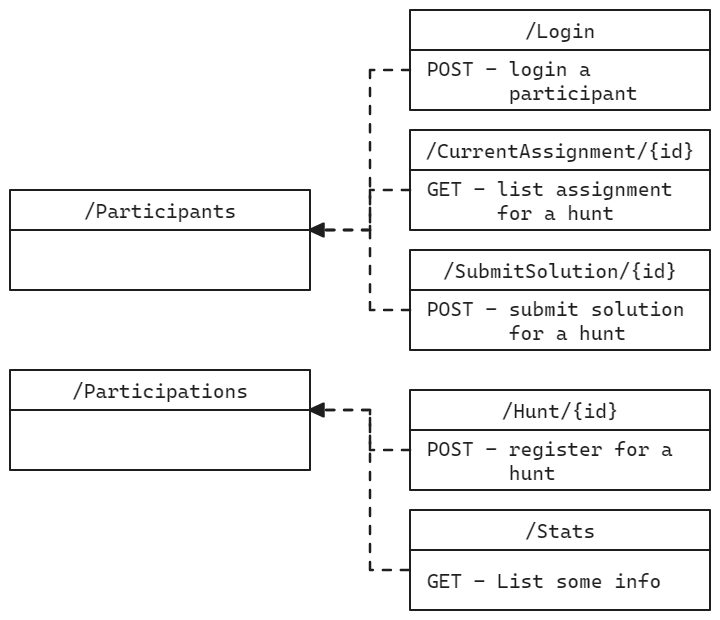 /Login
POST – login a
participant
/CurrentAssignment/{id}
GET – list assignment
for a hunt
/Participants
/SubmitSolution/{id}
POST – submit solution
for a hunt
/Participations
/Hunt/{id}
POST – register for a
hunt
/Stats
GET – List some info